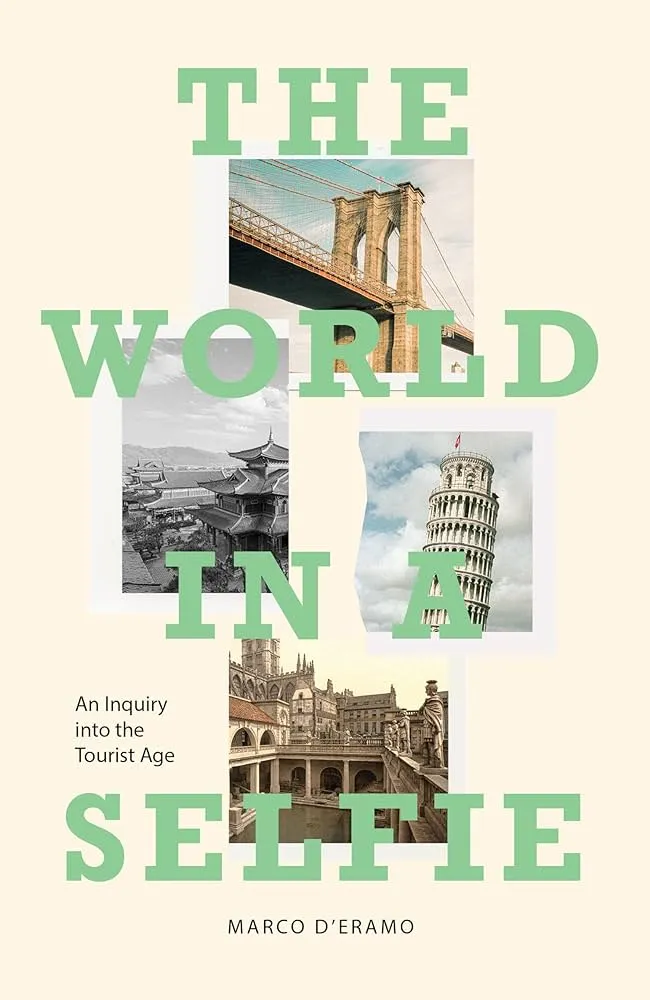 THE
WORLD
IN A
An Inquiry
into the
Tourist Age
SELFIE
MARCO D'ERAMO